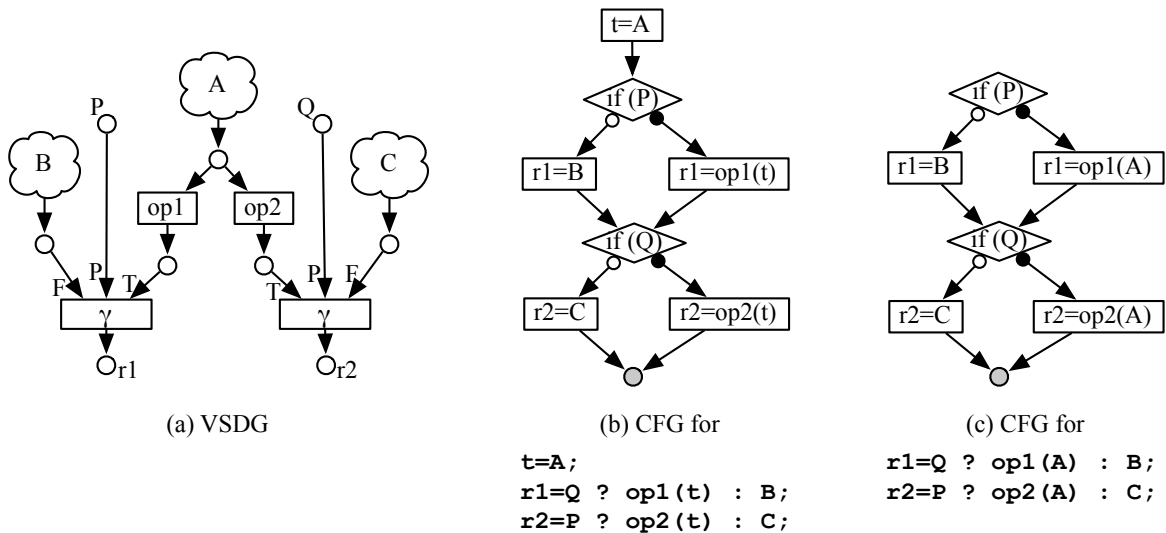 A
P
Q
B
C
op1
op2
F
P
T
T
P
F
γ
γ
r1
r2
(a) VSDG
t=A
if (P)
r1=B
r1=op1(t)
if (Q)
r2=C
r2=op2(t)
(b) CFG for
t=A;
r1=Q ? op1(t) : B;
r2=P ? op2(t) : C;
if (P)
r1=B
r1=op1(A)
if (Q)
r2=C
r2=op2(A)
(c) CFG for
r1=Q ? op1(A) : B;
r2=P ? op2(A) : C;